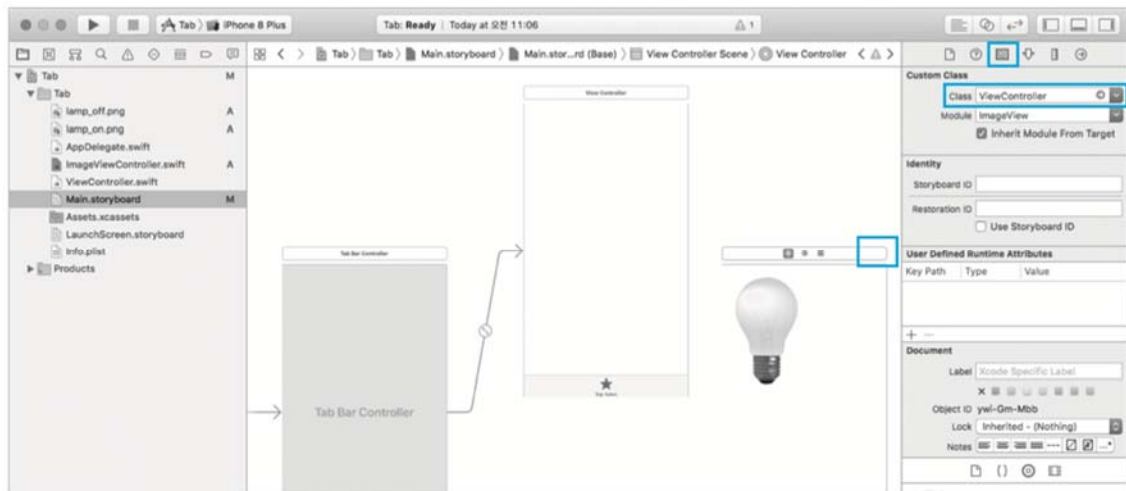 Tab
iPhone 8 Plus
Tab: Ready | Today at 오전 11:06
1
Tab
Tab
Main.storyboard
Main.stor...rd (Base)
View Controller Scene
View Controller
Tab
M
Tab
lamp_off.png
A
lamp_on.png
A
AppDelegate.swift
ImageViewController.swift
A
ViewController.swift
Main.storyboard
M
Assets.xcassets
LaunchScreen.storyboard
Info.plist
Products
View Controller
Tab Bar Controller
Tab Bar Controller
Custom Class
Class ViewController
Module ImageView
Inherit Module From Target
Identity
Storyboard ID
Restoration ID
Use Storyboard ID
User Defined Runtime Attributes
Key Path Type Value
Document
Label Xcode Specific Label
Object ID ywi-Gm-Mbb
Lock Inherited - (Nothing)
Notes